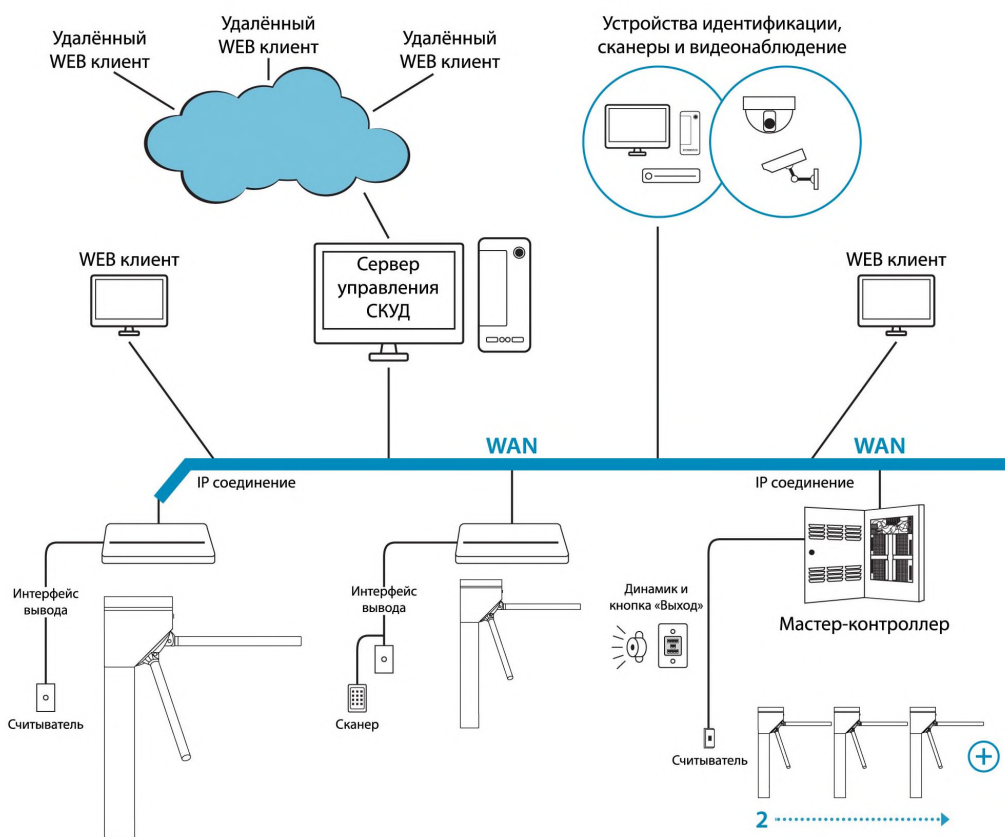 Удалённый
WEB клиент
Удалённый
WEB клиент
Удалённый
WEB клиент
Устройства идентификации,
сканеры и видеонаблюдение
WEB клиент
Сервер
управления
СКУД
WEB клиент
WAN
WAN
IP соединение
IP соединение
Интерфейс
вывода
Интерфейс
вывода
Динамик и
кнопка «Выход»
Мастер-контроллер
Считыватель
Сканер
Считыватель
2